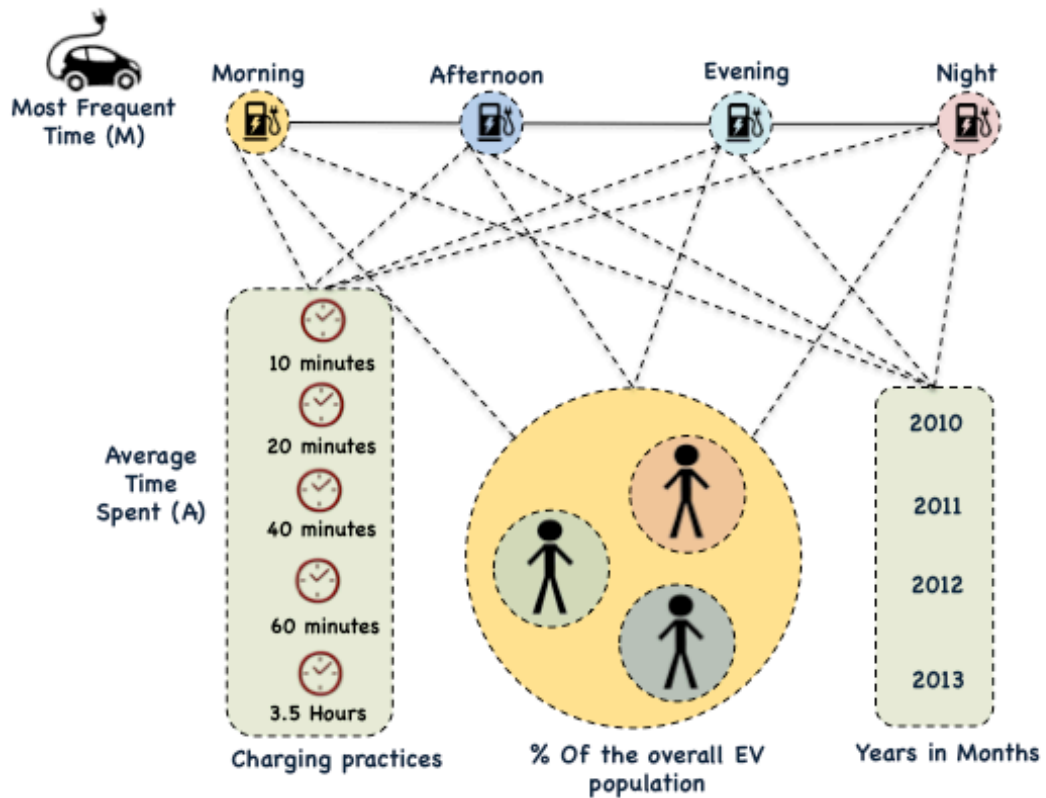 Most Frequent
Time (M)
Morning
Afternoon
Evening
Night
Average
Time
Spent (A)
10 minutes
20 minutes
40 minutes
60 minutes
3.5 Hours
Charging practices
% Of the overall EV
population
2010
2011
2012
2013
Years in Months